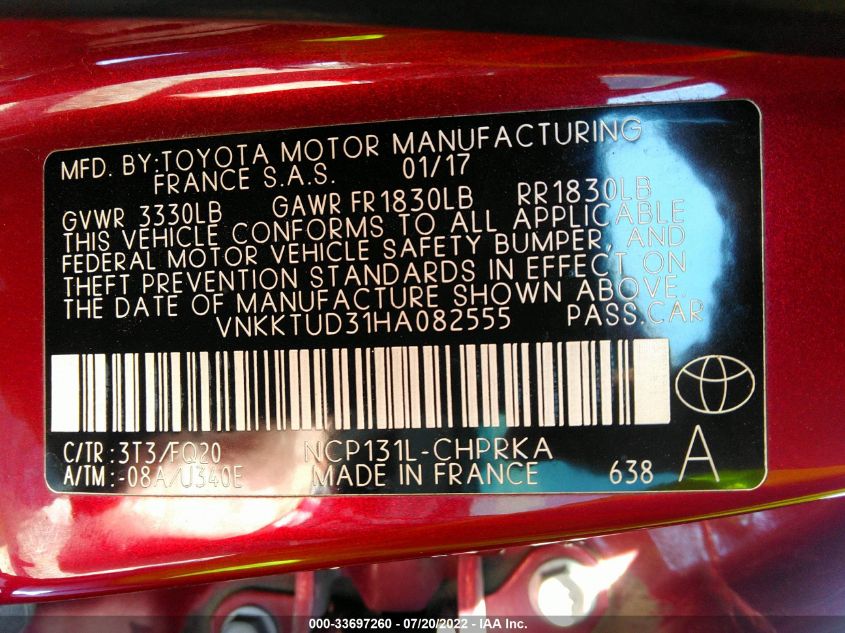 MFD. BY:TOYOTA MOTOR MANUFACTURING
FRANCE S.A.S. 01/17
GVWR 3330LB GAWR FR1830LB RR1830LB
THIS VEHICLE CONFORMS TO ALL APPLICABLE
FEDERAL MOTOR VEHICLE SAFETY BUMPER, AND
THEFT PREVENTION STANDARDS IN EFFECT ON
THE DATE OF MANUFACTURE SHOWN ABOVE.
VNKKTUD31HA082555 PASS.CAR
C/TR: 3T3/FQ20 NCP131L-CHPRKA A
A/TM: -08A/U340E MADE IN FRANCE 638
000-33697260 - 07/20/2022 - IAA Inc.